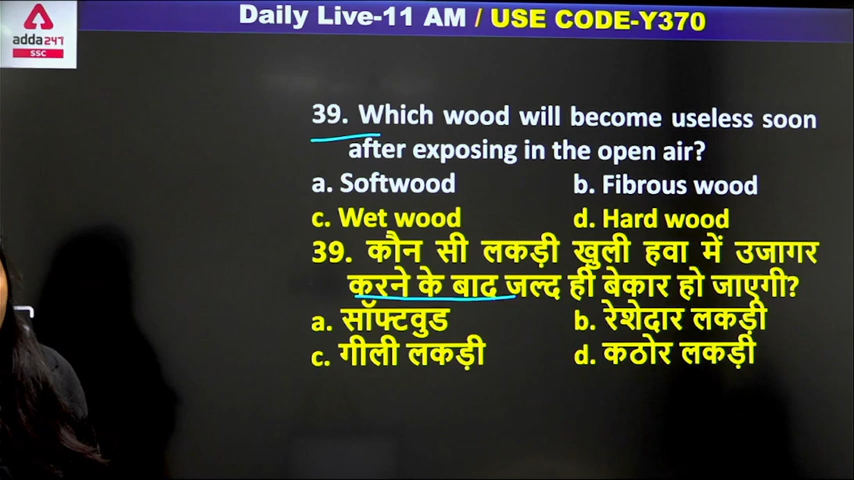 Daily Live-11 AM / USE CODE-Y370
adda247
SSC
39. Which wood will become useless soon
after exposing in the open air?
a. Softwood b. Fibrous wood
c. Wet wood d. Hard wood
39. कौन सी लकड़ी खुली हवा में उजागर
करने के बाद जल्द ही बेकार हो जाएगी?
a. सॉफ्टवुड b. रेशेदार लकड़ी
c. गीली लकड़ी d. कठोर लकड़ी